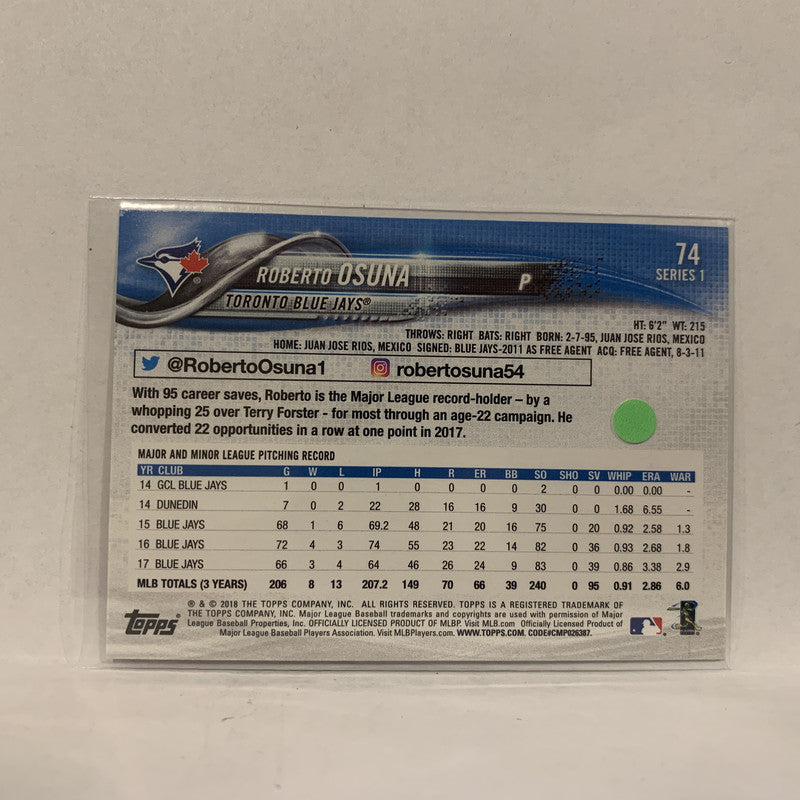 74
SERIES 1
ROBERTO OSUNA
P
TORONTO BLUE JAYS®
HT: 6'2" WT: 215
THROWS: RIGHT BATS: RIGHT BORN: 2-7-95, JUAN JOSE RIOS, MEXICO
HOME: JUAN JOSE RIOS, MEXICO SIGNED: BLUE JAYS-2011 AS FREE AGENT ACQ: FREE AGENT, 8-3-11
@RobertoOsuna1 robertosuna54
With 95 career saves, Roberto is the Major League record-holder – by a
whopping 25 over Terry Forster - for most through an age-22 campaign. He
converted 22 opportunities in a row at one point in 2017.
MAJOR AND MINOR LEAGUE PITCHING RECORD
YR CLUB G W L IP H R ER BB SO SHO SV WHIP ERA WAR
14 GCL BLUE JAYS 1 0 0 1 0 0 0 0 2 0 0 0.00 0.00 -
14 DUNEDIN 7 0 2 22 28 16 16 9 30 0 0 1.68 6.55 -
15 BLUE JAYS 68 1 6 69.2 48 21 20 16 75 0 20 0.92 2.58 1.3
16 BLUE JAYS 72 4 3 74 55 23 22 14 82 0 36 0.93 2.68 1.8
17 BLUE JAYS 66 3 4 64 46 26 24 9 83 0 39 0.86 3.38 2.9
MLB TOTALS (3 YEARS) 206 8 13 207.2 149 70 66 39 240 0 95 0.91 2.86 6.0
® & © 2018 THE TOPPS COMPANY, INC. ALL RIGHTS RESERVED. TOPPS IS A REGISTERED TRADEMARK OF
THE TOPPS COMPANY, INC. Major League Baseball trademarks and copyrights are used with permission of Major
League Baseball Properties, Inc. OFFICIALLY LICENSED PRODUCT OF MLBP. Visit MLB.com Officially Licensed Product of
Major League Baseball Players Association. Visit MLBPlayers.com. WWW.TOPPS.COM. CODE#CMP026387.
Topps